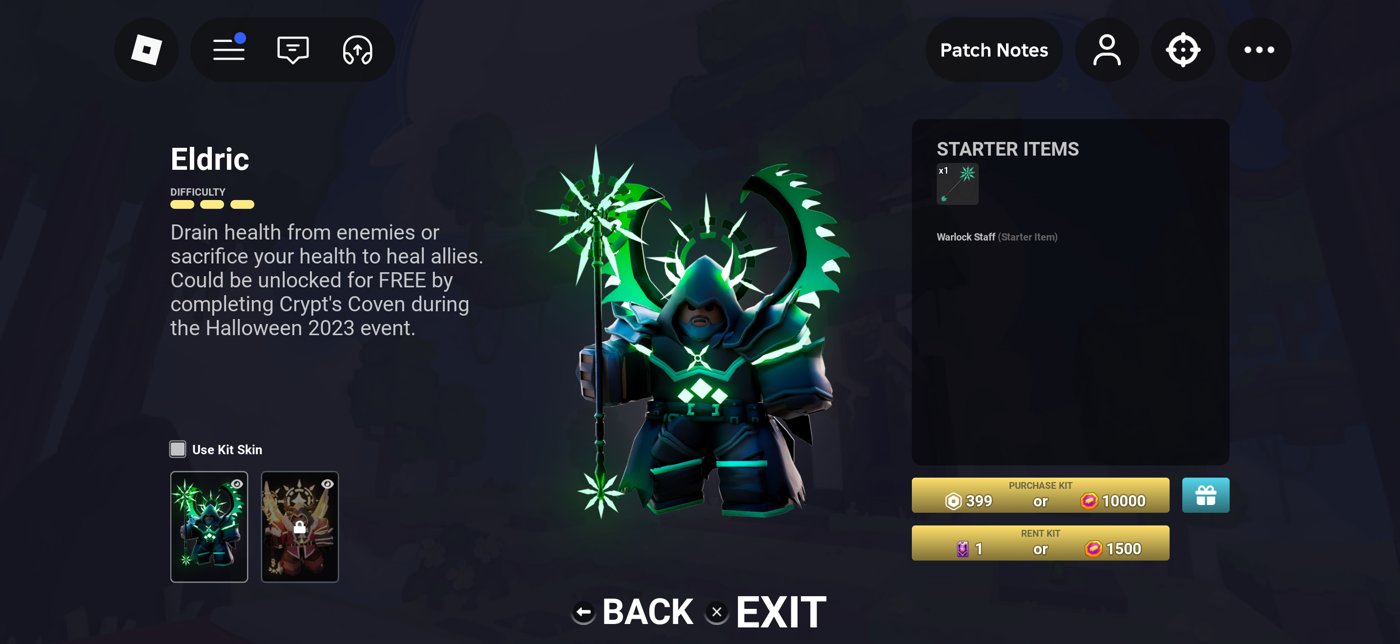 Patch Notes
Eldric
DIFFICULTY
Drain health from enemies or
sacrifice your health to heal allies.
Could be unlocked for FREE by
completing Crypt's Coven during
the Halloween 2023 event.
Use Kit Skin
STARTER ITEMS
x1
Warlock Staff (Starter Item)
PURCHASE KIT
399 or 10000
RENT KIT
1 or 1500
BACK EXIT